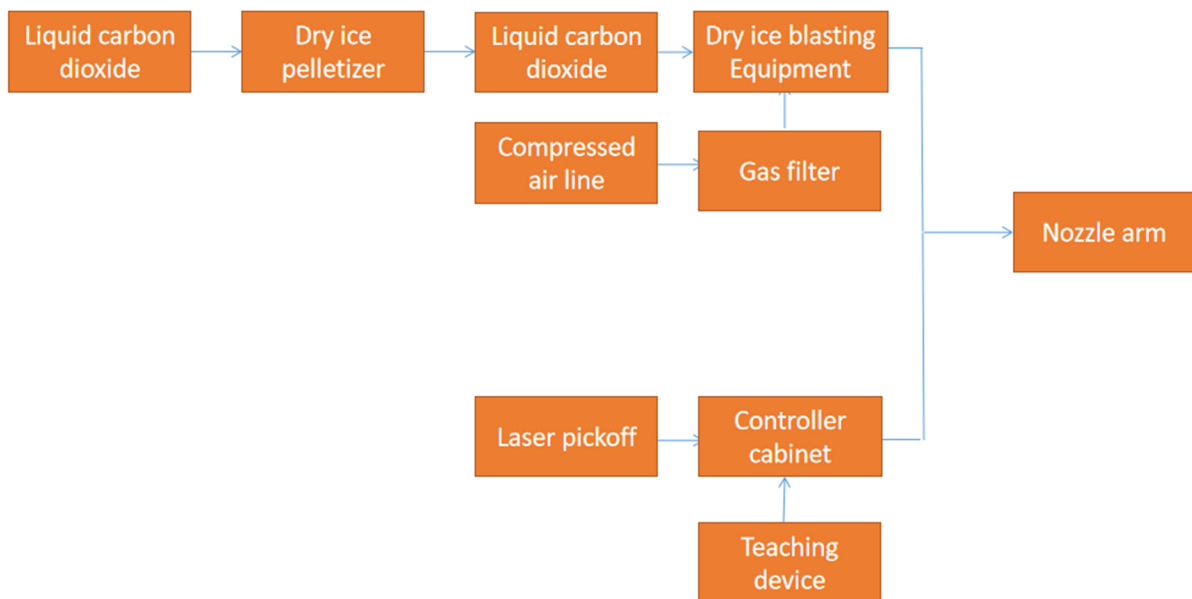 Liquid carbon
dioxide
Dry ice
pelletizer
Liquid carbon
dioxide
Dry ice blasting
Equipment
Compressed
air line
Gas filter
Nozzle arm
Laser pickoff
Controller
cabinet
Teaching
device